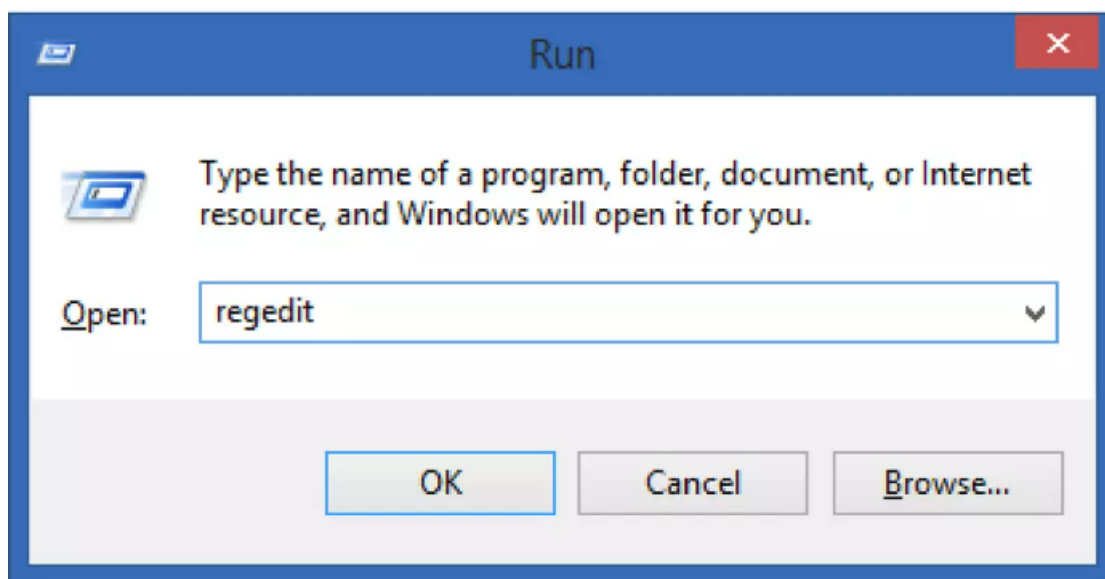 Run
Type the name of a program, folder, document, or Internet
resource, and Windows will open it for you.
Open: regedit
OK Cancel Browse...